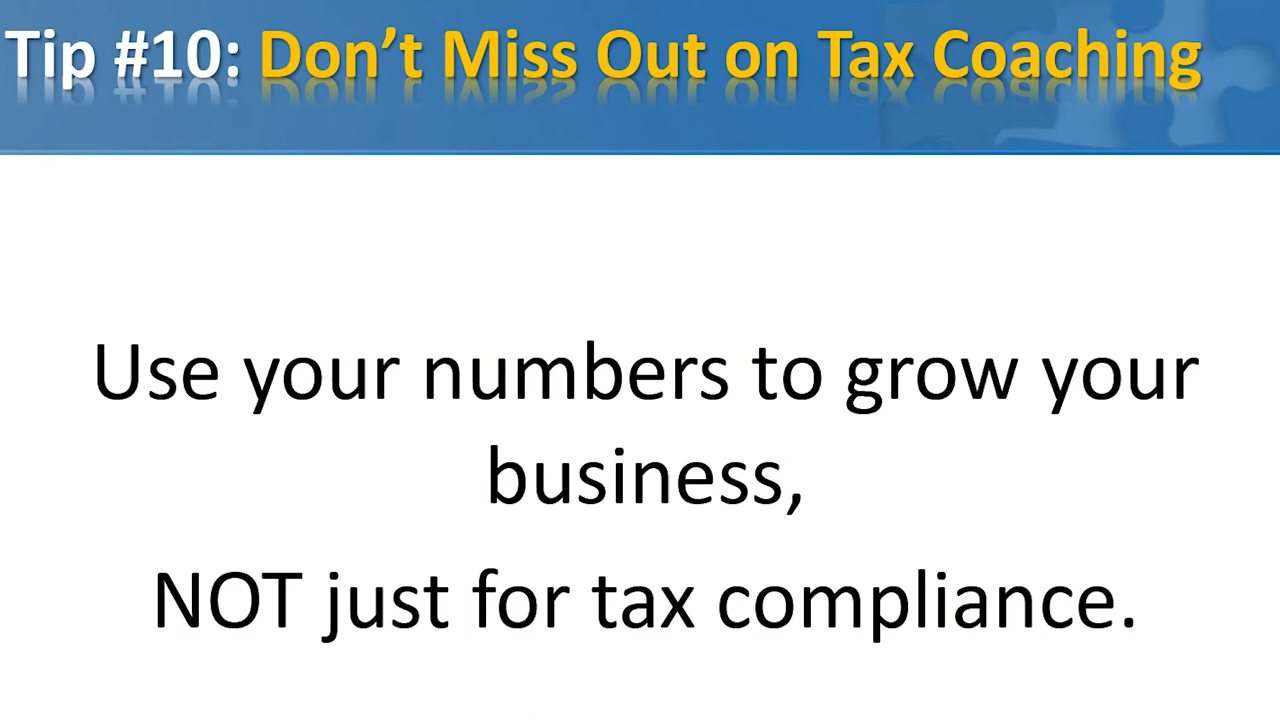 Tip #10: Don’t Miss Out on Tax Coaching
Use your numbers to grow your
business,
NOT just for tax compliance.